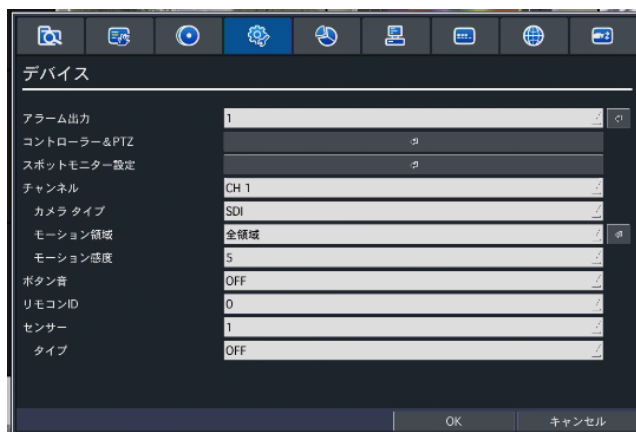 デバイス
アラーム出力 1
コントローラー&PTZ
スポットモニター設定
チャンネル CH 1
カメラ タイプ SDI
モーション領域 全領域
モーション感度 5
ボタン音 OFF
リモコンID 0
センサー 1
タイプ OFF
OK キャンセル